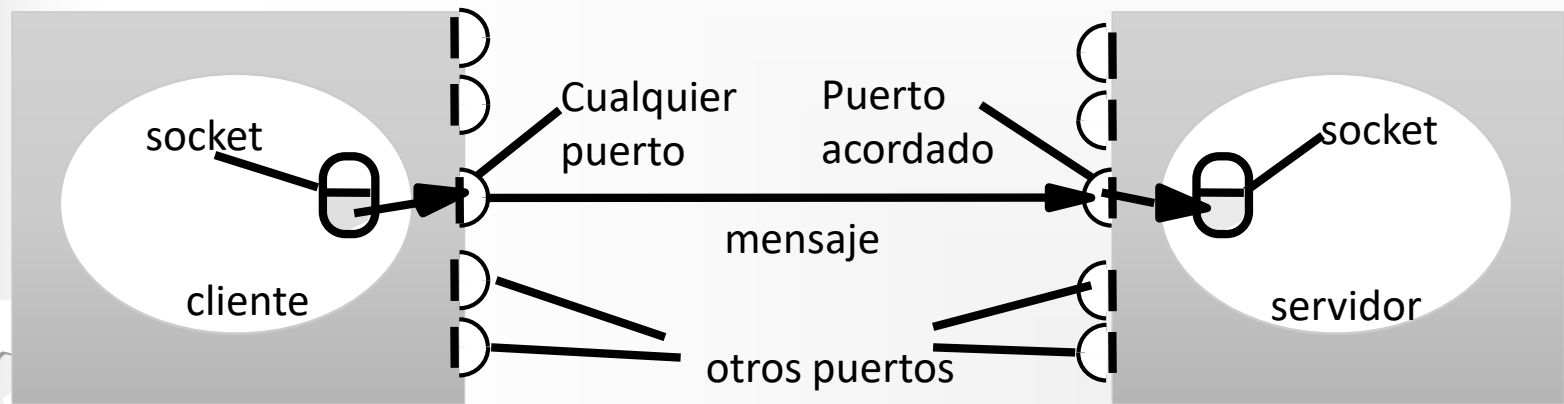 Cualquier
puerto
Puerto
acordado
socket
socket
mensaje
cliente
servidor
otros puertos